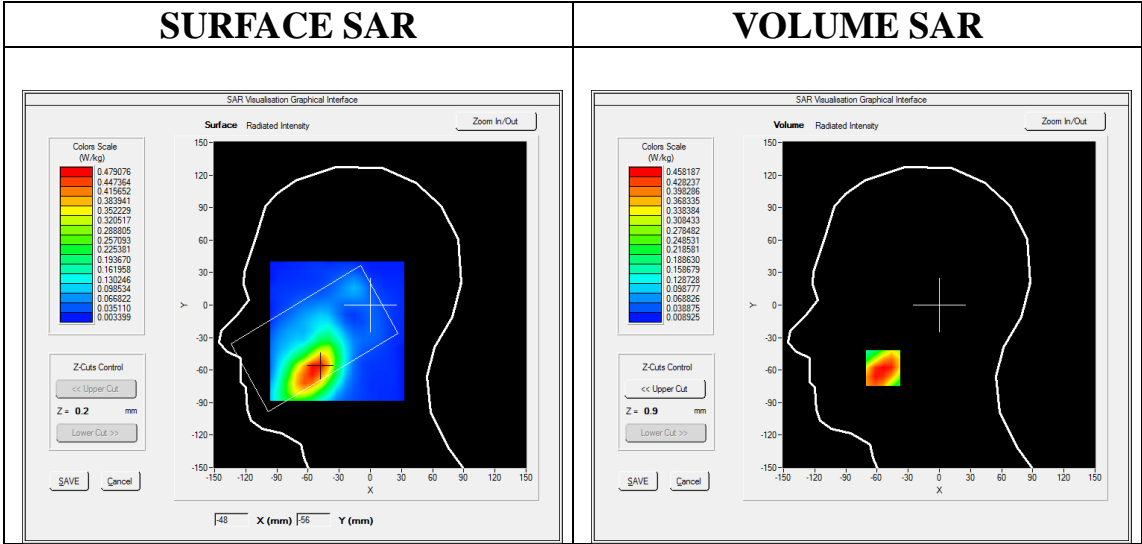 SURFACE SAR
VOLUME SAR
SAR Visualisation Graphical Interface
Surface Radiated Intensity
Zoom In/Out
Colors Scale
(W/kg)
0.479076
0.447364
0.415652
0.383941
0.352229
0.320517
0.288805
0.257093
0.225381
0.193670
0.161958
0.130246
0.098534
0.066822
0.035110
0.003399
Z-Cuts Control
<< Upper Cut
Z = 0.2 mm
Lower Cut >>
SAVE Cancel
150
120
90
60
30
0
-30
-60
-90
-120
-150
Y
-150 -120 -90 -60 -30 0 30 60 90 120 150
X
-48 X (mm) -56 Y (mm)
SAR Visualisation Graphical Interface
Volume Radiated Intensity
Zoom In/Out
Colors Scale
(W/kg)
0.458187
0.428237
0.398286
0.368335
0.338384
0.308433
0.278482
0.248531
0.218581
0.188630
0.158679
0.128728
0.098777
0.068826
0.038875
0.008925
Z-Cuts Control
<< Upper Cut
Z = 0.9 mm
Lower Cut >>
SAVE Cancel
150
120
90
60
30
0
-30
-60
-90
-120
-150
Y
-150 -120 -90 -60 -30 0 30 60 90 120 150
X